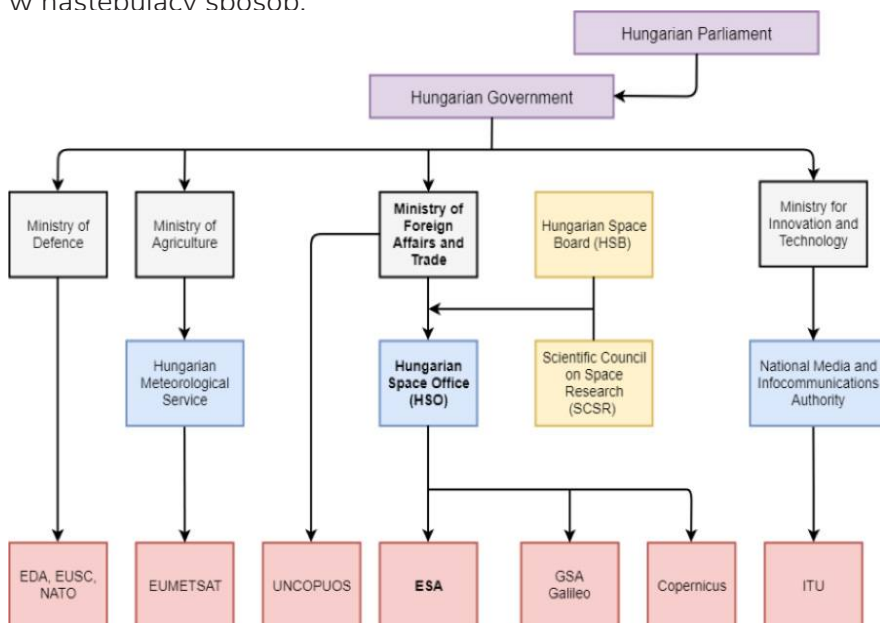 w następujący sposób:
Hungarian Parliament
Hungarian Government
Ministry of
Defence
Ministry of
Agriculture
Ministry of
Foreign
Affairs and
Trade
Hungarian Space
Board (HSB)
Ministry for
Innovation and
Technology
Hungarian
Meteorological
Service
Hungarian
Space Office
(HSO)
Scientific Council
on Space
Research
(SCSR)
National Media and
Infocommunications
Authority
EDA, EUSC,
NATO
EUMETSAT
UNCOPUOS
ESA
GSA
Galileo
Copernicus
ITU